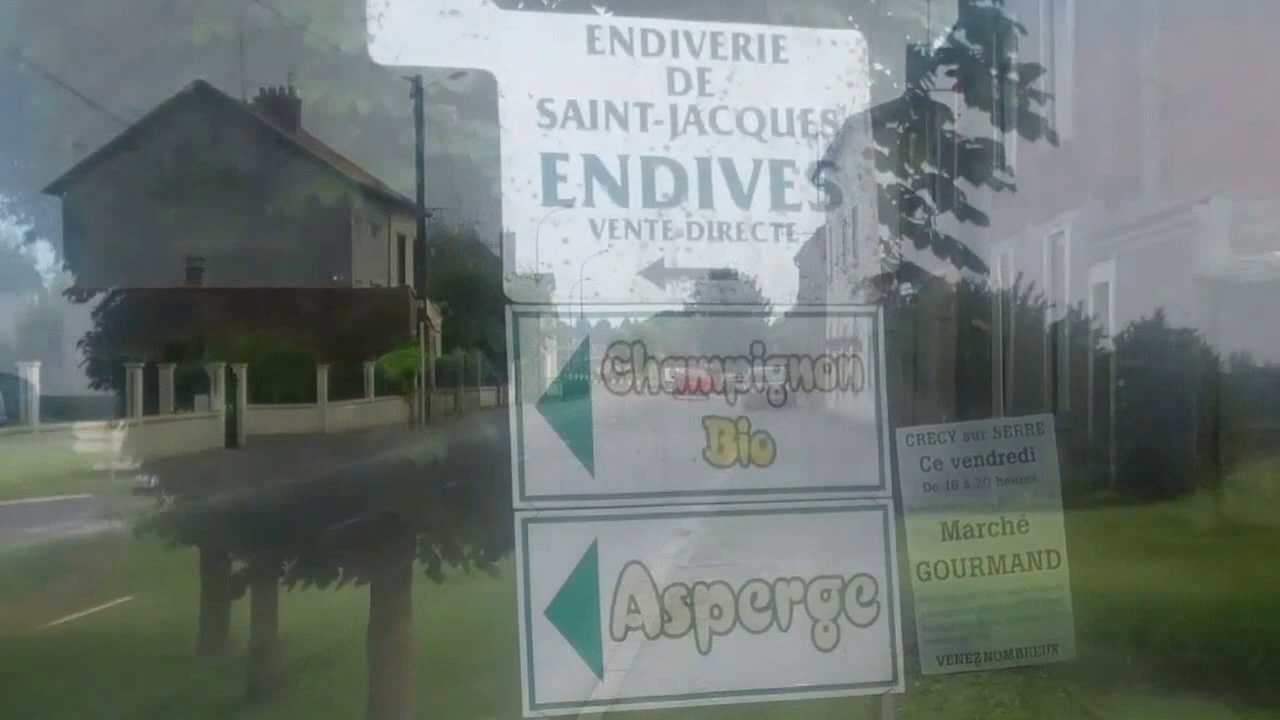 ENDIVERIE
DE
SAINT-JACQUES
ENDIVES
VENTE DIRECTE
Champignon
Bio
Asperge
CRECY sur SERRE
Ce vendredi
De 18 à 20 heures
Marché
GOURMAND
VENEZ NOMBREUX